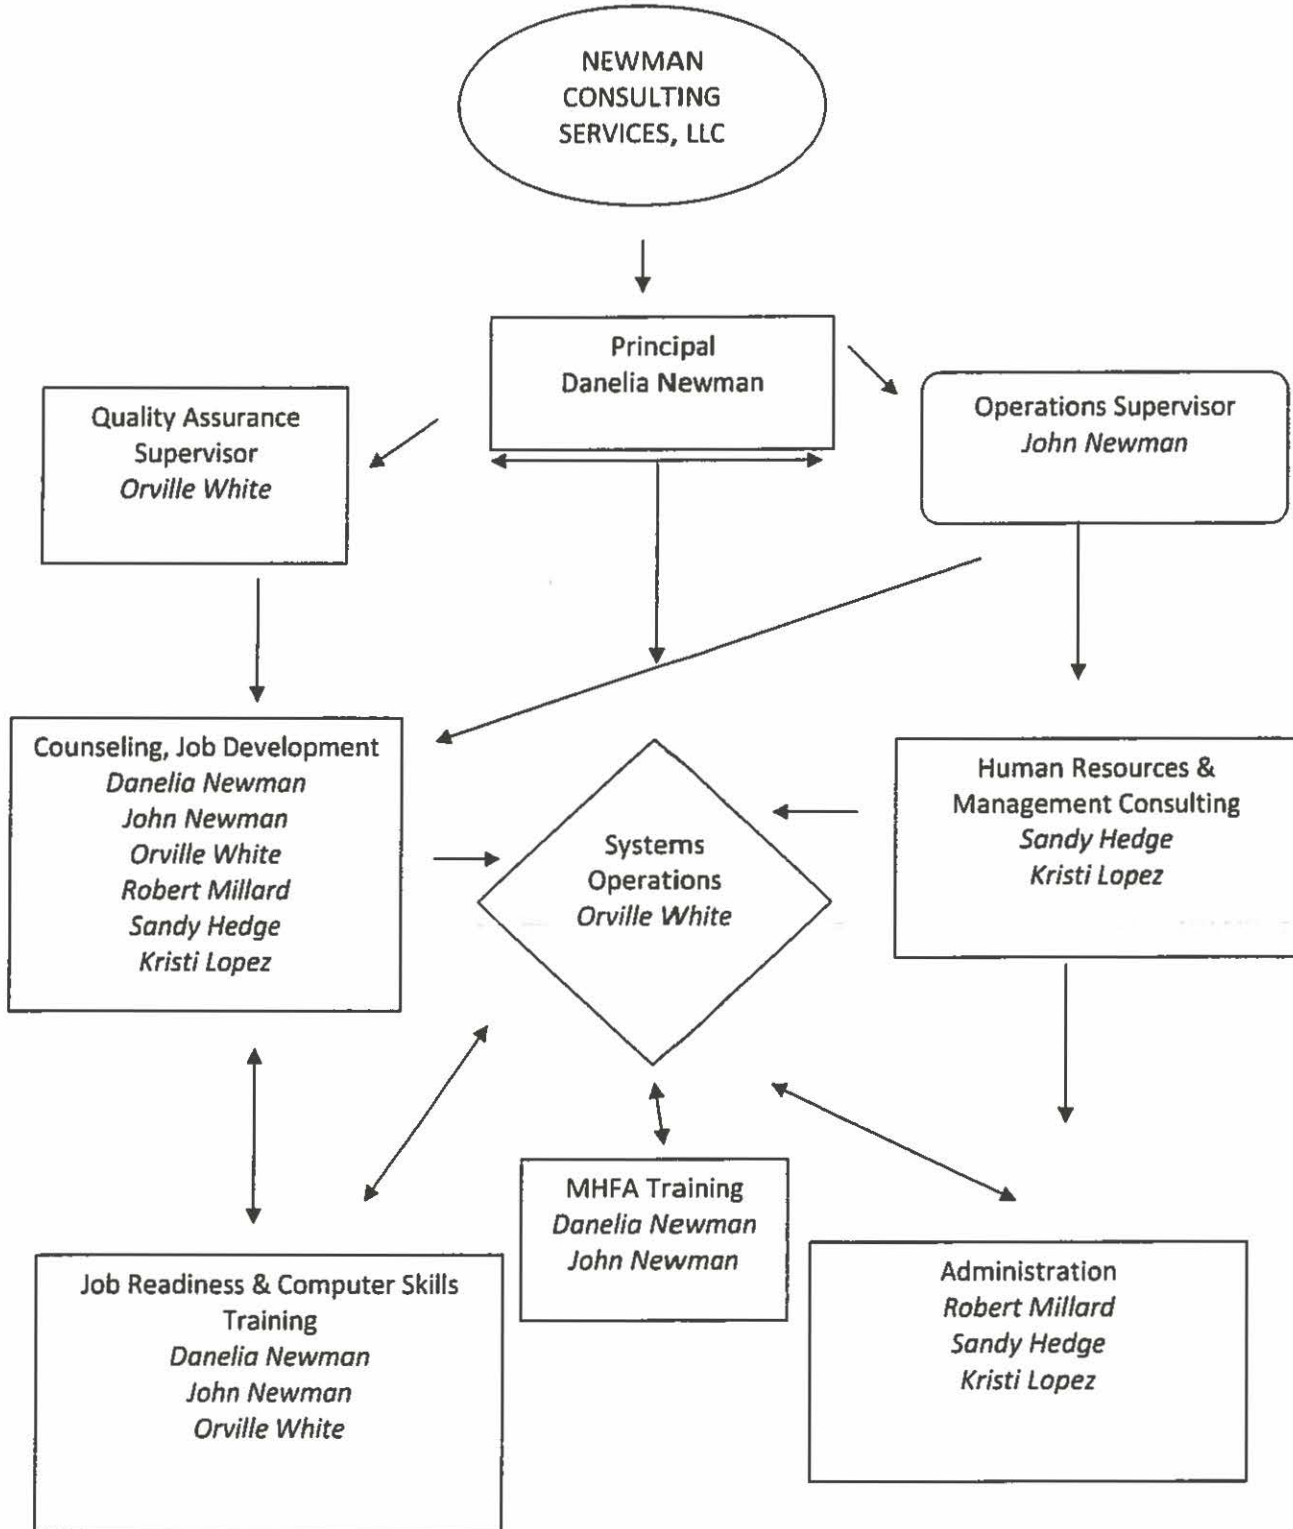 NEWMAN
CONSULTING
SERVICES, LLC
Principal
Danelia Newman
Quality Assurance
Supervisor
Orville White
Operations Supervisor
John Newman
Counseling, Job Development
Danelia Newman
John Newman
Orville White
Robert Millard
Sandy Hedge
Kristi Lopez
Systems
Operations
Orville White
Human Resources &
Management Consulting
Sandy Hedge
Kristi Lopez
Job Readiness & Computer Skills
Training
Danelia Newman
John Newman
Orville White
MHFA Training
Danelia Newman
John Newman
Administration
Robert Millard
Sandy Hedge
Kristi Lopez